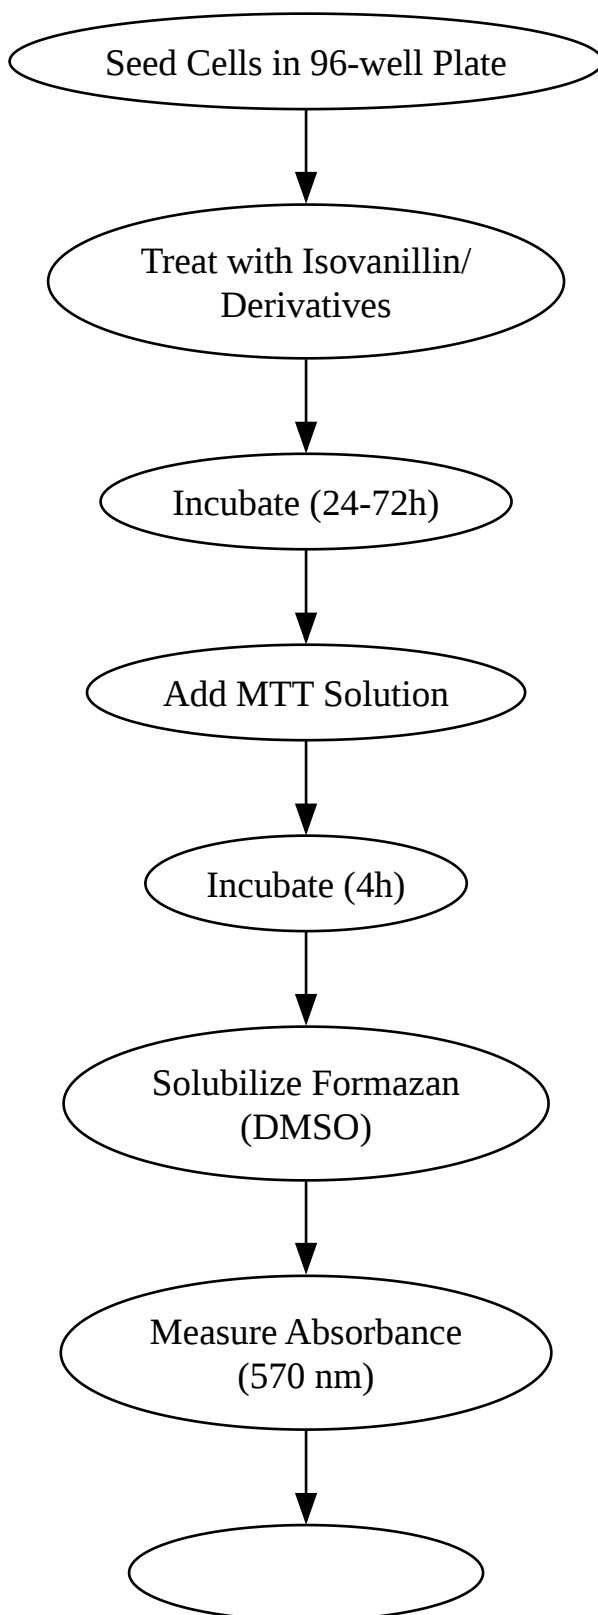 Seed Cells in 96-well Plate
Treat with Isovanillin/
Derivatives
Incubate (24-72h)
Add MTT Solution
Incubate (4h)
Solubilize Formazan
(DMSO)
Measure Absorbance
(570 nm)